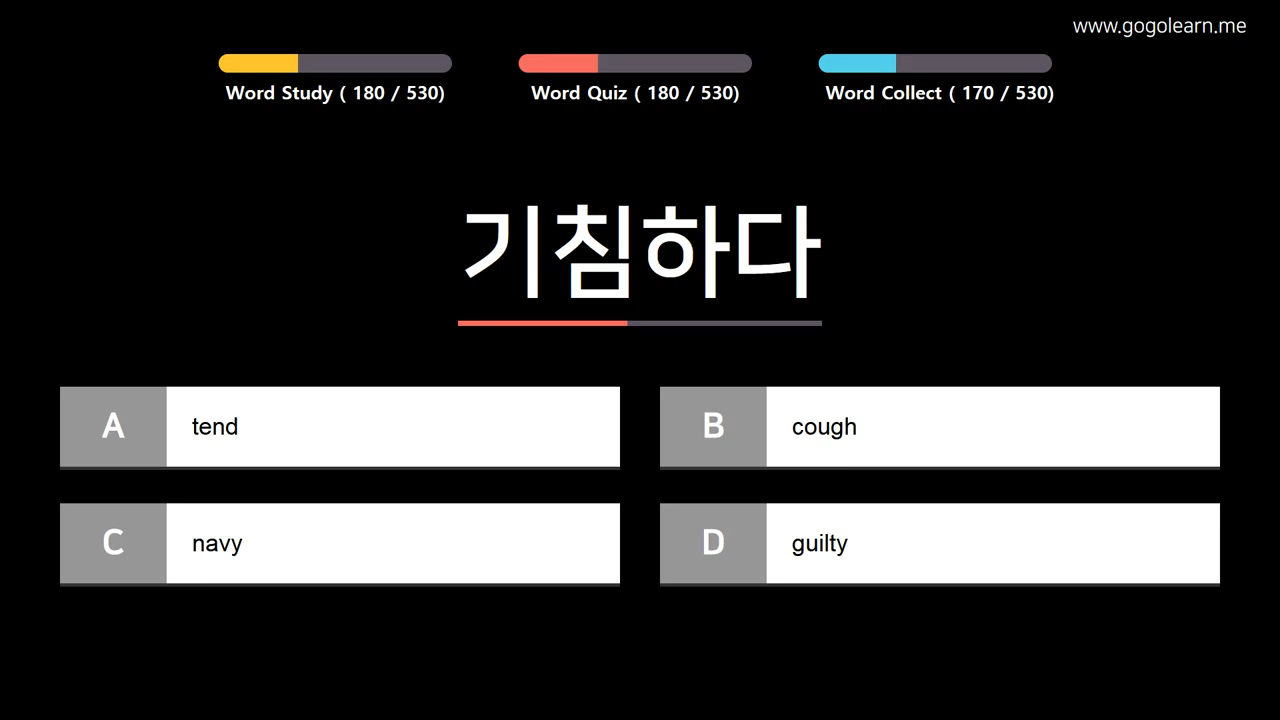 www.gogolearn.me
Word Study ( 180 / 530)
Word Quiz ( 180 / 530)
Word Collect ( 170 / 530)
기침하다
A tend
B cough
C navy
D guilty